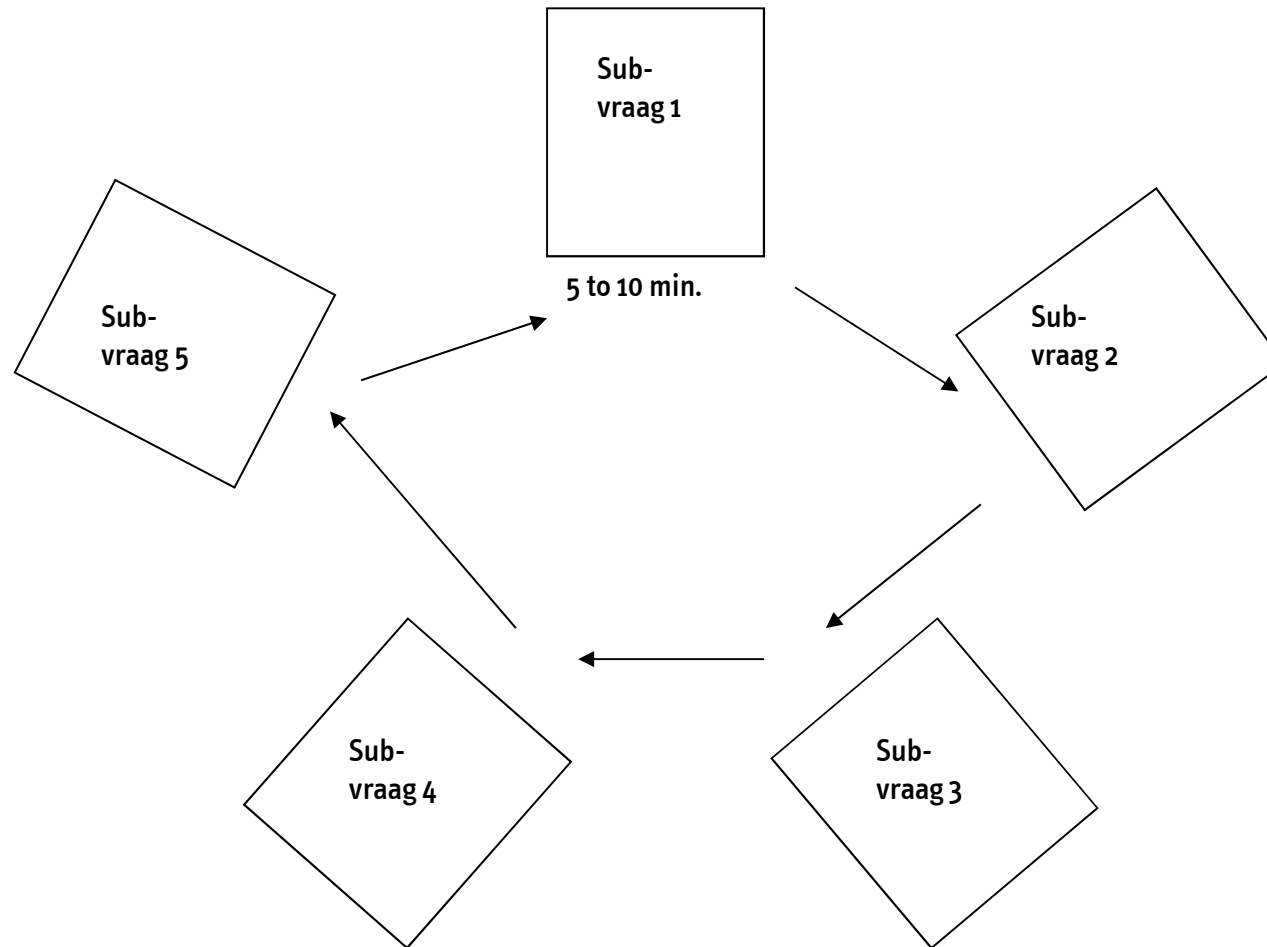 Sub-
vraag 1
5 to 10 min.
Sub-
vraag 2
Sub-
vraag 3
Sub-
vraag 4
Sub-
vraag 5